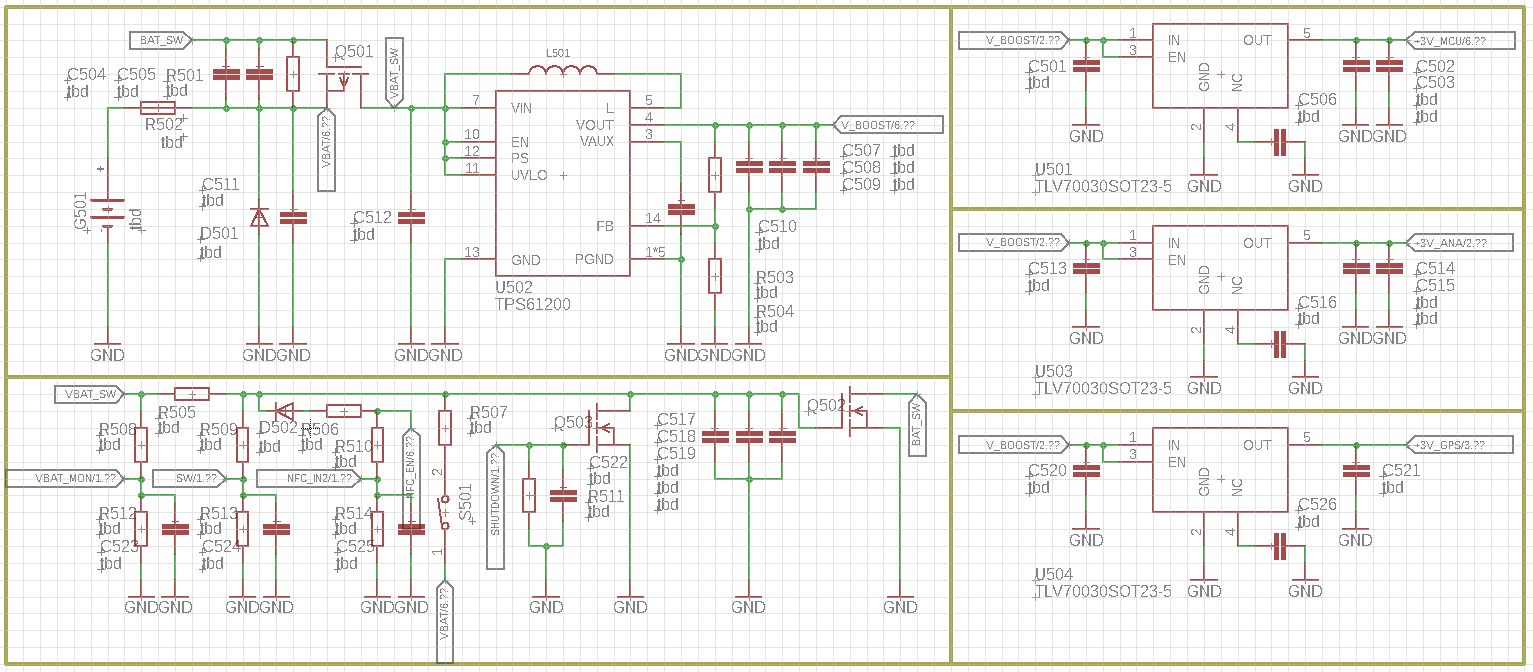 BAT_SW
C504
tbd
C505
tbd
R501
tbd
R502
tbd
Q501
VBAT_SW
VBAT/6.??
G501
tbd
C511
tbd
D501
tbd
C512
tbd
L501
7
VIN
10
EN
12
PS
11
UVLO
13
GND
L
5
VOUT
4
VAUX
3
FB
14
PGND
1*5
U502
TPS61200
V_BOOST/6.??
C507 tbd
C508 tbd
C509 tbd
C510
tbd
R503
tbd
R504
tbd
GND
GND
GND
GND
GND
GND
GND
GND
V_BOOST/2.??
C501
tbd
GND
1
IN
3
EN
OUT
5
GND
NC
2
4
+3V_MCU/6.??
C502
C503
tbd
tbd
C506
tbd
GND
GND
U501
TLV70030SOT23-5
GND
GND
V_BOOST/2.??
C513
tbd
GND
1
IN
3
EN
OUT
5
GND
NC
2
4
+3V_ANA/2.??
C514
C515
tbd
tbd
C516
tbd
GND
GND
U503
TLV70030SOT23-5
GND
GND
VBAT_SW
R505
tbd
R508
tbd
R509
tbd
D502
tbd
R506
tbd
R510
tbd
VBAT_MON/1.??
SW/1.??
NFC_IN2/1.??
NFC_EN/6.??
R512
tbd
C523
tbd
R513
tbd
C524
tbd
R514
tbd
C525
tbd
R507
tbd
2
S501
1
VBAT/6.??
SHUTDOWN/1.??
Q503
C522
tbd
R511
tbd
C517
C518
C519
tbd
tbd
tbd
Q502
BAT_SW
GND
GND
GND
GND
GND
GND
GND
GND
GND
GND
V_BOOST/2.??
C520
tbd
GND
1
IN
3
EN
OUT
5
GND
NC
2
4
+3V_GPS/3.??
C521
tbd
C526
tbd
GND
U504
TLV70030SOT23-5
GND
GND